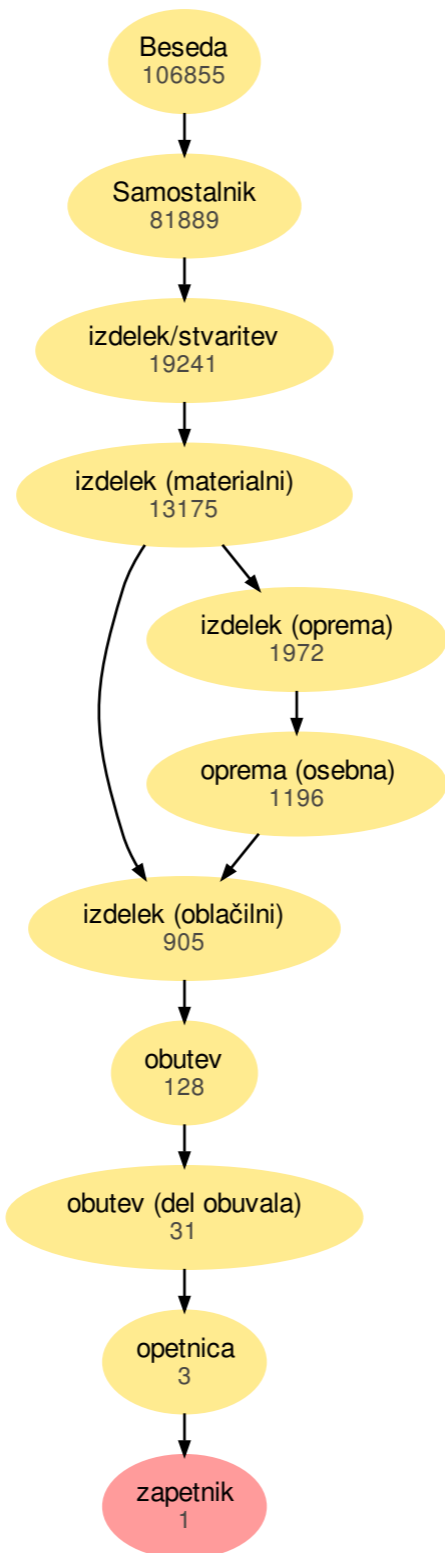 Beseda
106855
Samostalnik
81889
izdelek/stvaritev
19241
izdelek (materialni)
13175
izdelek (oprema)
1972
oprema (osebna)
1196
izdelek (oblačilni)
905
obutev
128
obutev (del obuvala)
31
opetnica
3
zapetnik
1